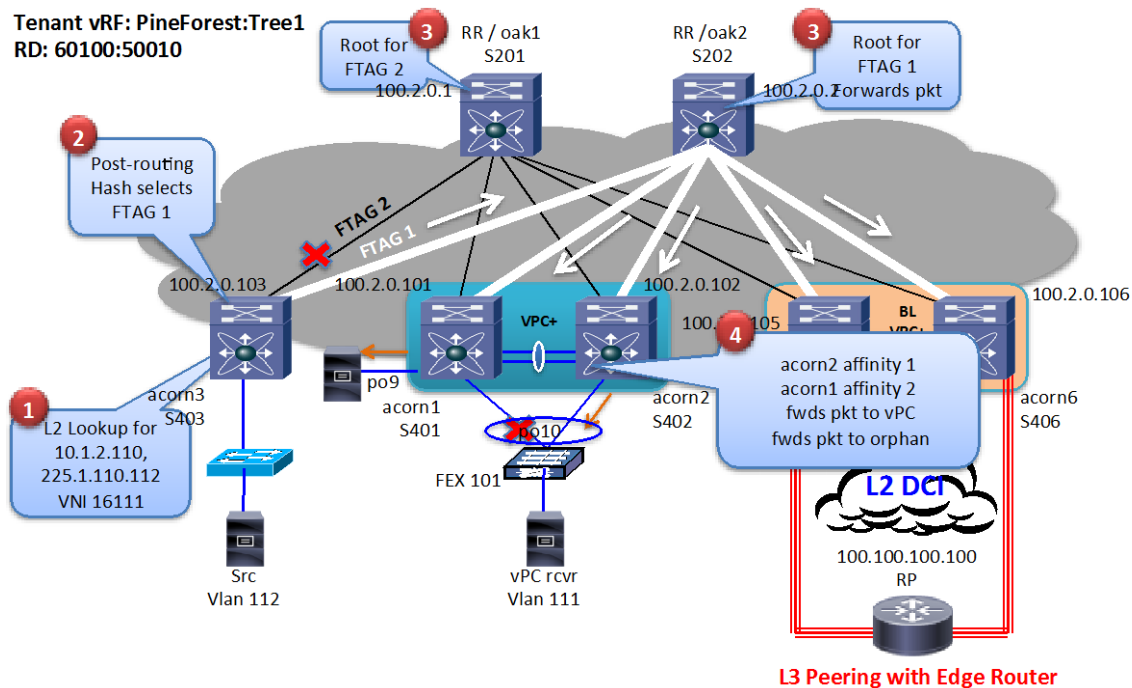 Tenant vRF: PineForest:Tree1
RD: 60100:50010
3
Root for
FTAG 2
RR / oak1
S201
100.2.0.1
RR /oak2
S202
100.2.0.2
3
Root for
FTAG 1
Forwards pkt
2
Post-routing
Hash selects
FTAG 1
FTAG 2
FTAG 1
100.2.0.103
100.2.0.101
100.2.0.102
105
100.2.0.106
VPC+
BL
4
acorn2 affinity 1
acorn1 affinity 2
fwds pkt to vPC
fwds pkt to orphan
1
L2 Lookup for
10.1.2.110,
225.1.110.112
VNI 16111
acorn3
S403
po9
acorn1
S401
po10
acorn2
S402
acorn6
S406
FEX 101
L2 DCI
Src
Vlan 112
vPC rcvr
Vlan 111
100.100.100.100
RP
L3 Peering with Edge Router